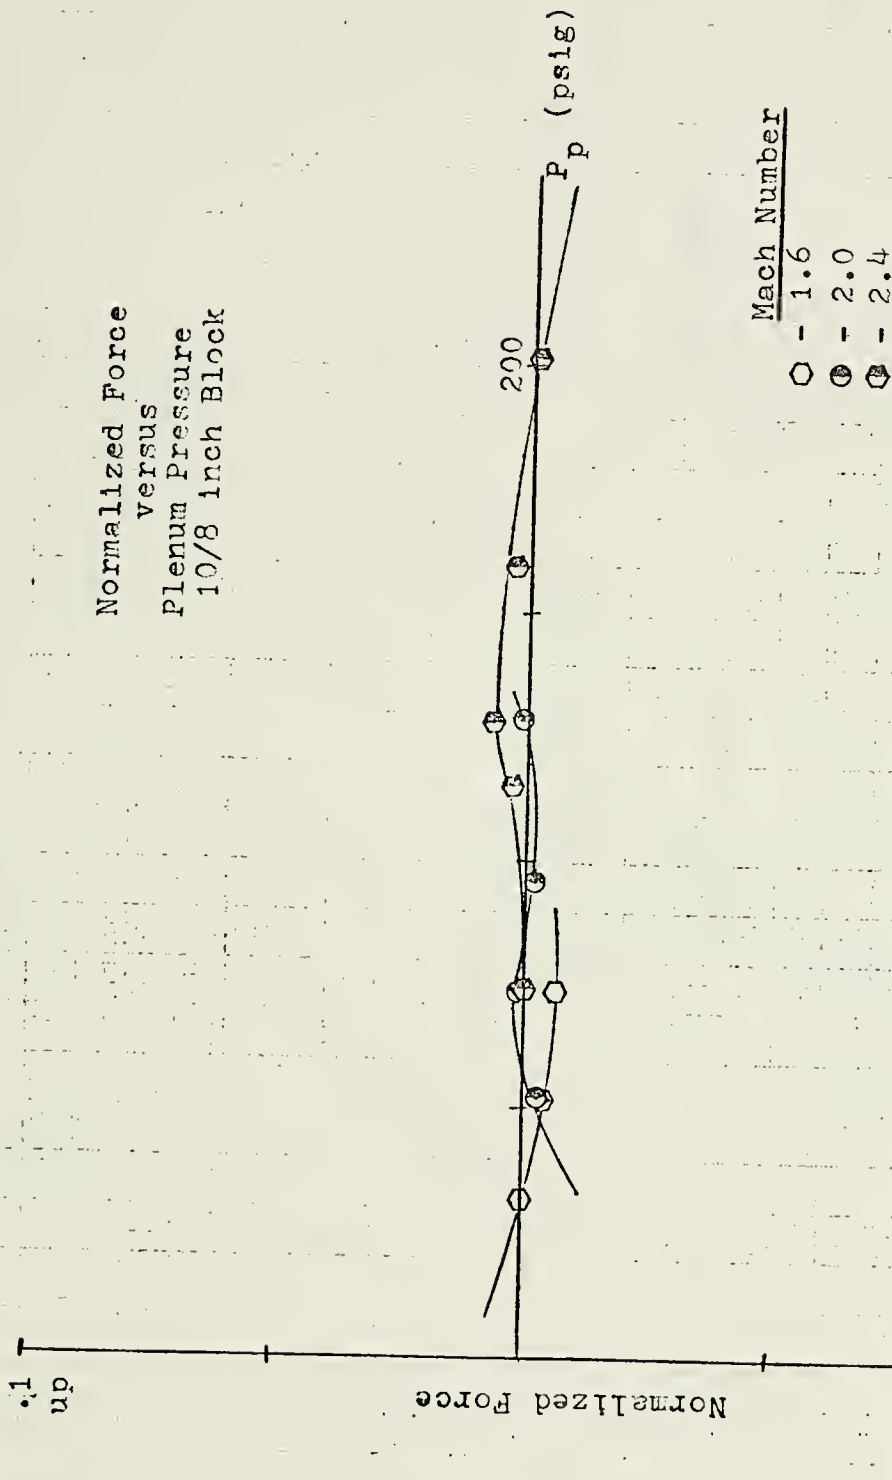 .1
up
Normalized Force
versus
Plenum Pressure
10/8 inch Block
200
P p (psig)
Normalized Force
Mach Number
- 1.6
- 2.0
- 2.4